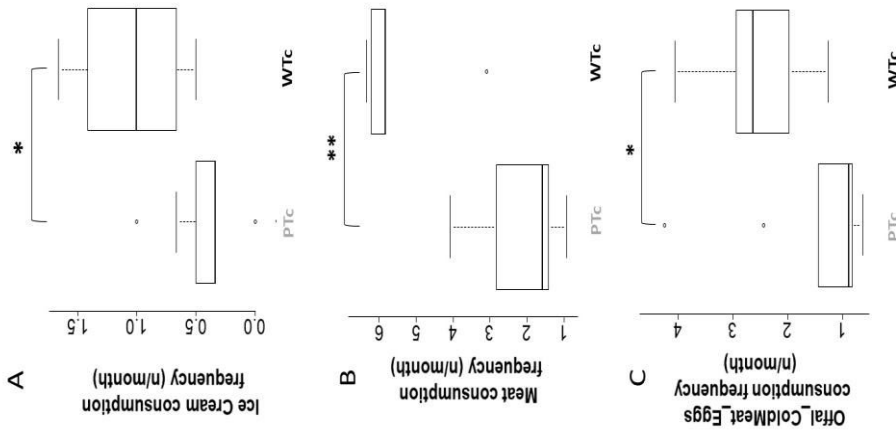 A
Ice Cream consumption
frequency (n/month)
0.0
0.5
1.0
1.5
*
PTc
WTc
B
Meat consumption
frequency (n/month)
1
2
3
4
6
**
PTc
WTc
C
Offal_ColdMeat_Eggs
consumption frequency
(n/month)
1
2
3
4
*
PTc
WTc